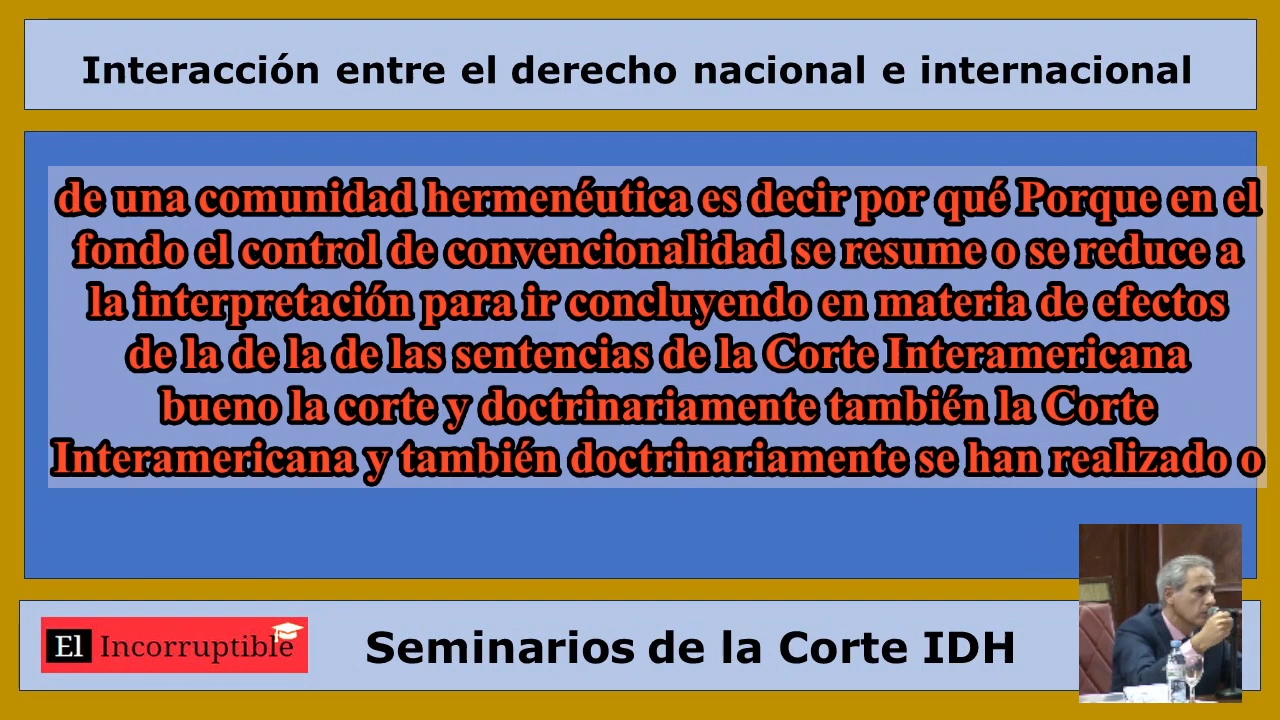 Interacción entre el derecho nacional e internacional
de una comunidad hermenéutica es decir por qué Porque en el
fondo el control de convencionalidad se resume o se reduce a
la interpretación para ir concluyendo en materia de efectos
de la de la de las sentencias de la Corte Interamericana
bueno la corte y doctrinariamente también la Corte
Interamericana y también doctrinariamente se han realizado o
El Incorruptible
Seminarios de la Corte IDH